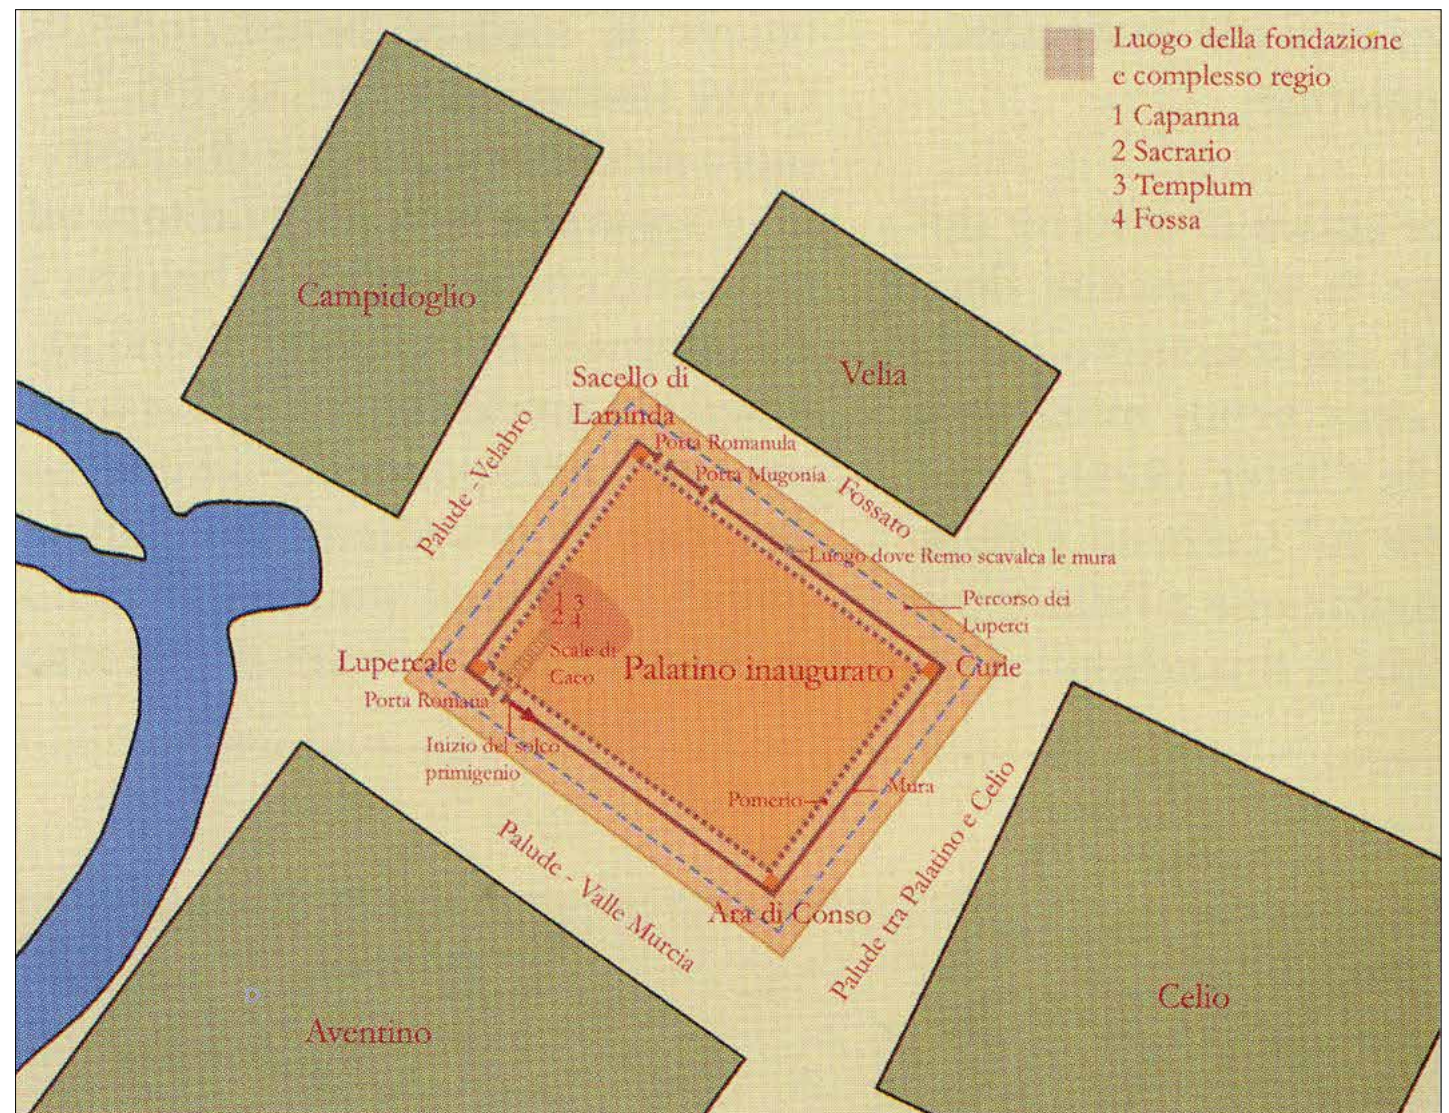 Luogo della fondazione
e complesso regio
1 Capanna
2 Sacrario
3 Templum
4 Fossa
Campidoglio
Velia
Sacello di
Larunda
Palude - Velabro
Porta Romanula
Porta Mugonia
Fossato
Luogo dove Remo scavalca le mura
Percorso dei
Luperci
1 3
2 4
Scale di
Caco
Lupercale
Palatino inaugurato
Curie
Porta Romana
Inizio del solco
primigenio
Pomerio
Mura
Palude - Valle Murcia
Ara di Conso
Palude tra Palatino e Celio
Aventino
Celio